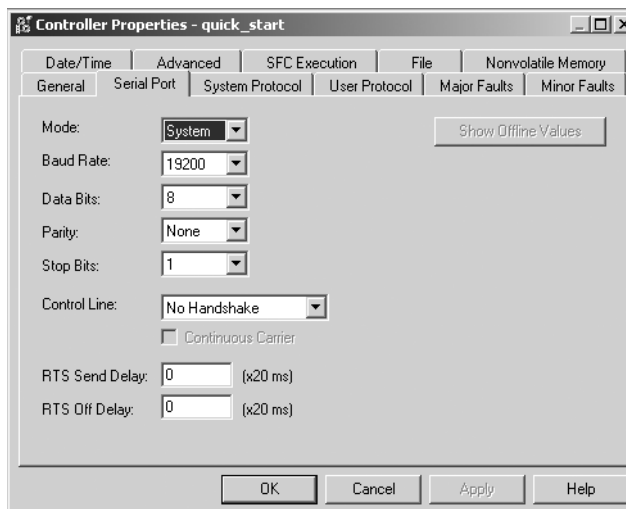 Controller Properties - quick_start
Date/Time Advanced SFC Execution File Nonvolatile Memory
General Serial Port System Protocol User Protocol Major Faults Minor Faults
Mode: System Show Offline Values
Baud Rate: 19200
Data Bits: 8
Parity: None
Stop Bits: 1
Control Line: No Handshake
Continuous Carrier
RTS Send Delay: 0 (x20 ms)
RTS Off Delay: 0 (x20 ms)
OK Cancel Apply Help